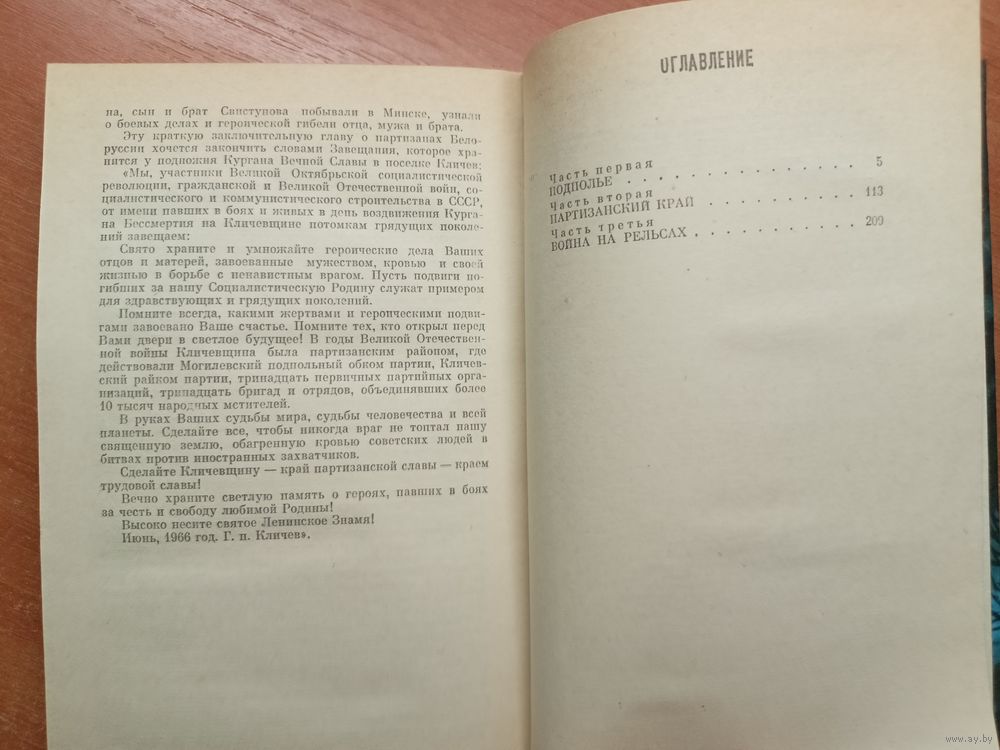 па, сын и брат Свистунова побывали в Минске, узнали
о боевых делах и героической гибели отца, мужа и брата.
Эту краткую заключительную главу о партизанах Бело-
руссии хочется закончить словами Завещания, которое хра-
нится у подножия Кургана Вечной Славы в поселке Кличев:
«Мы, участники Великой Октябрьской социалистической
революции, гражданской и Великой Отечественной войн, со-
циалистического и коммунистического строительства в СССР,
от имени павших в боях и живых в день воздвижения Курга-
на Бессмертия на Кличевщине потомкам грядущих поколе-
ний завещаем:
Свято храните и умножайте героические дела Ваших
отцов и матерей, завоеванные мужеством, кровью и своей
жизнью в борьбе с ненавистным врагом. Пусть подвиги по-
гибших за нашу Социалистическую Родину служат примером
для здравствующих и грядущих поколений.
Помните всегда, какими жертвами и героическими подви-
гами завоевано Ваше счастье. Помните тех, кто открыл перед
Вами двери в светлое будущее! В годы Великой Отечествен-
ной войны Кличевщина была партизанским районом, где
действовали Могилевский подпольный обком партии, Кличев-
ский райком партии, тринадцать первичных партийных орга-
низаций, тринадцать бригад и отрядов, объединявших более
10 тысяч народных мстителей.
В руках Ваших судьбы мира, судьбы человечества и всей
планеты. Сделайте все, чтобы никогда враг не топтал нашу
священную землю, обагренную кровью советских людей в
битвах против иностранных захватчиков.
Сделайте Кличевщину — край партизанской славы — краем
трудовой славы!
Вечно храните светлую память о героях, павших в боях
за честь и свободу любимой Родины!
Высоко несите святое Ленинское Знамя!
Июнь, 1966 год. Г. п. Кличев».
ОГЛАВЛЕНИЕ
Часть первая
ПОДПОЛЬЕ . . . . . . . . . . . . . . 5
Часть вторая
ПАРТИЗАНСКИЙ КРАЙ . . . . . . . . . 113
Часть третья
ВОЙНА НА РЕЛЬСАХ . . . . . . . . . . 209
www.ay.by